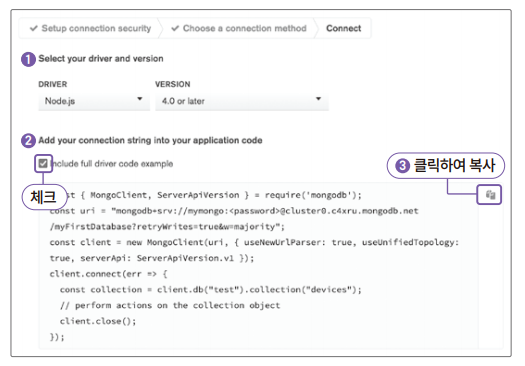 ✔ Setup connection security ✔ Choose a connection method Connect
1 Select your driver and version
DRIVER VERSION
Node.js 4.0 or later
2 Add your connection string into your application code
Include full driver code example
3 클릭하여 복사
체크
{ MongoClient, ServerApiVersion } = require('mongodb');
const uri = "mongodb+srv://mymongo:<password>@cluster0.c4xru.mongodb.net
/myFirstDatabase?retryWrites=true&w=majority";
const client = new MongoClient(uri, { useNewUrlParser: true, useUnifiedTopology:
true, serverApi: ServerApiVersion.v1 });
client.connect(err => {
const collection = client.db("test").collection("devices");
// perform actions on the collection object
client.close();
});